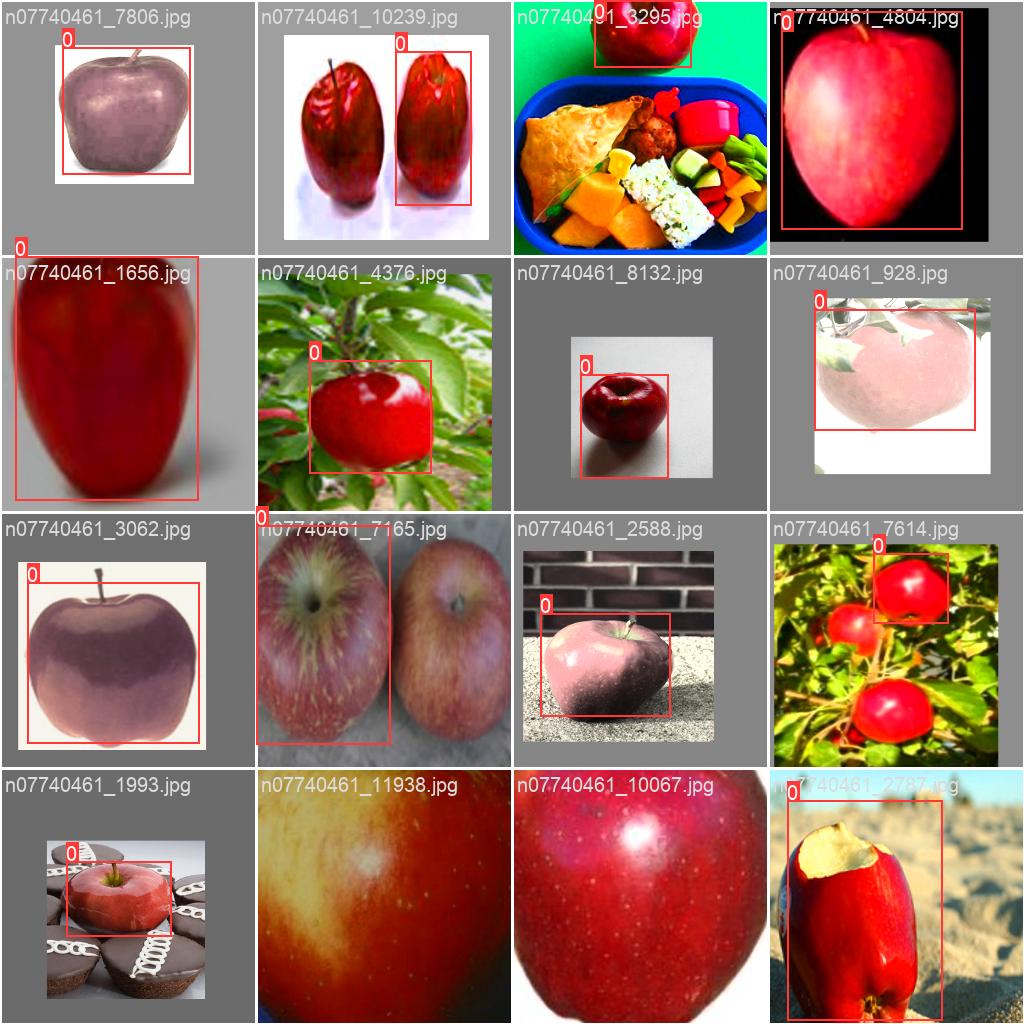 n07740461_7806.jpg
0
n07740461_10239.jpg
0
n07740461_3295.jpg
0
n07740461_4804.jpg
0
n07740461_1656.jpg
0
n07740461_4376.jpg
0
n07740461_8132.jpg
0
n07740461_928.jpg
0
n07740461_3062.jpg
0
n07740461_7165.jpg
0
n07740461_2588.jpg
0
n07740461_7614.jpg
0
n07740461_1993.jpg
0
n07740461_11938.jpg
n07740461_10067.jpg
n07740461_2787.jpg
0